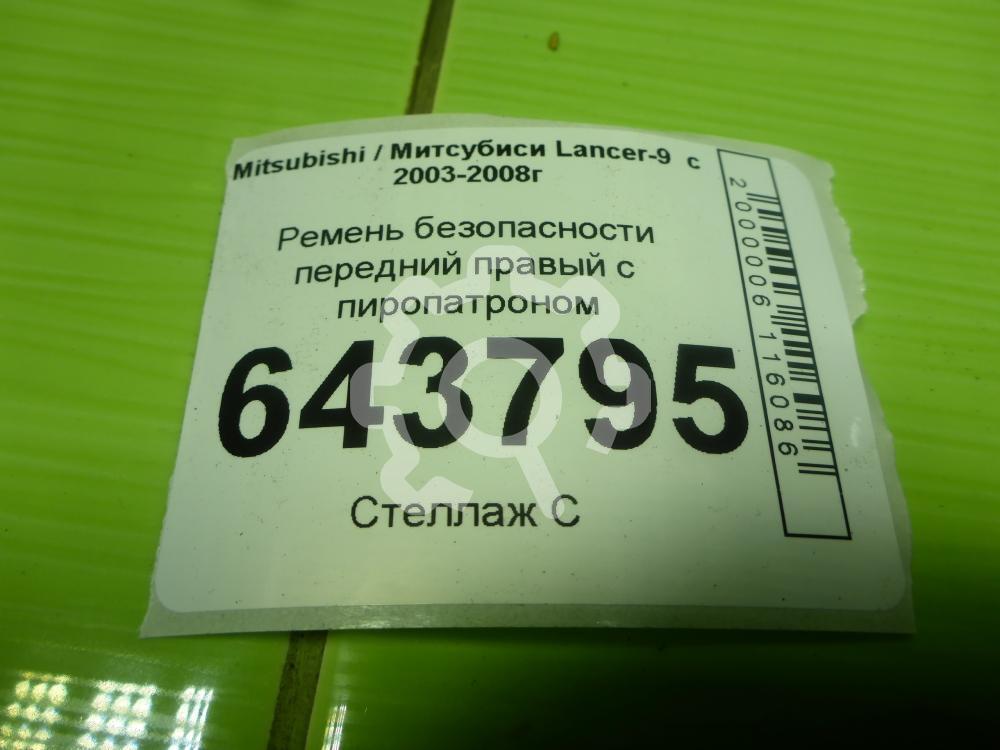 Mitsubishi / Митсубиси Lancer-9 с
2003-2008г
Ремень безопасности
передний правый с
пиропатроном
643795
Стеллаж С
2000006116086